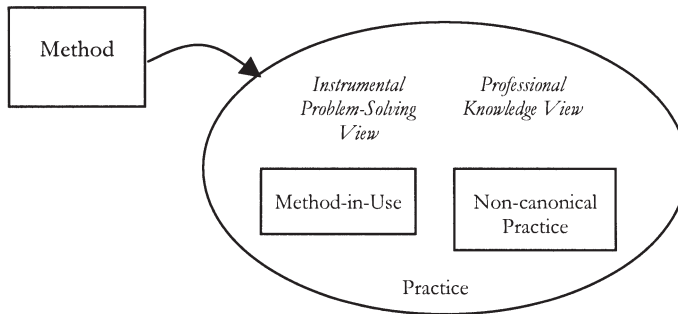 Method
Instrumental
Problem-Solving
View
Professional
Knowledge View
Method-in-Use
Non-canonical
Practice
Practice